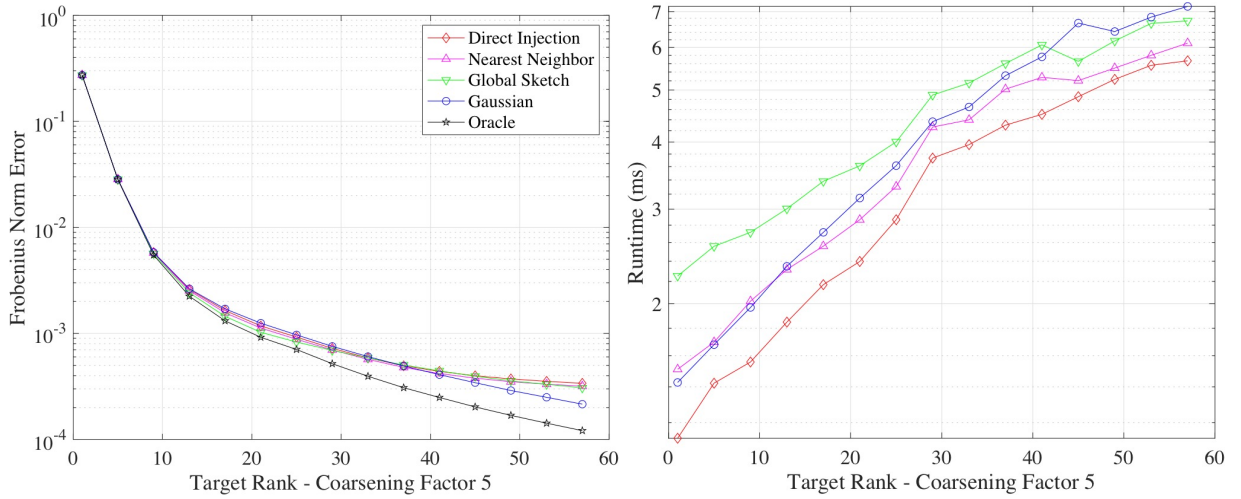 10^0
10^-1
10^-2
10^-3
10^-4
Frobenius Norm Error
0 10 20 30 40 50 60
Target Rank - Coarsening Factor 5
Direct Injection
Nearest Neighbor
Global Sketch
Gaussian
Oracle
7
6
5
4
3
2
Runtime (ms)
0 10 20 30 40 50 60
Target Rank - Coarsening Factor 5